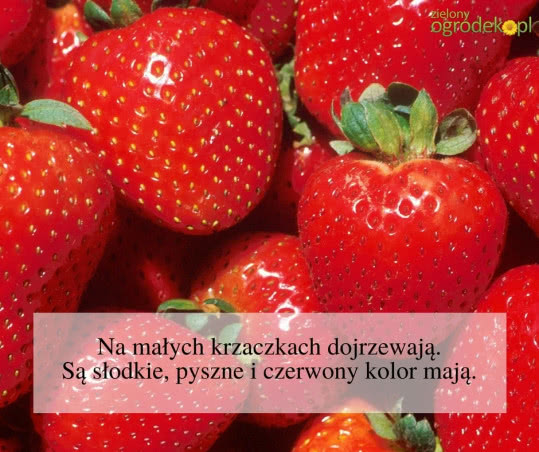 zielony
ogrodek.pl
Na małych krzaczkach dojrzewają.
Są słodkie, pyszne i czerwony kolor mają.